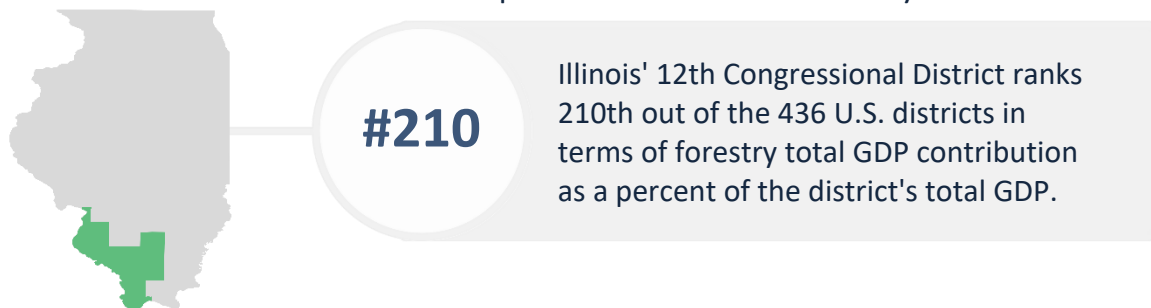 #210
Illinois' 12th Congressional District ranks
210th out of the 436 U.S. districts in
terms of forestry total GDP contribution
as a percent of the district's total GDP.